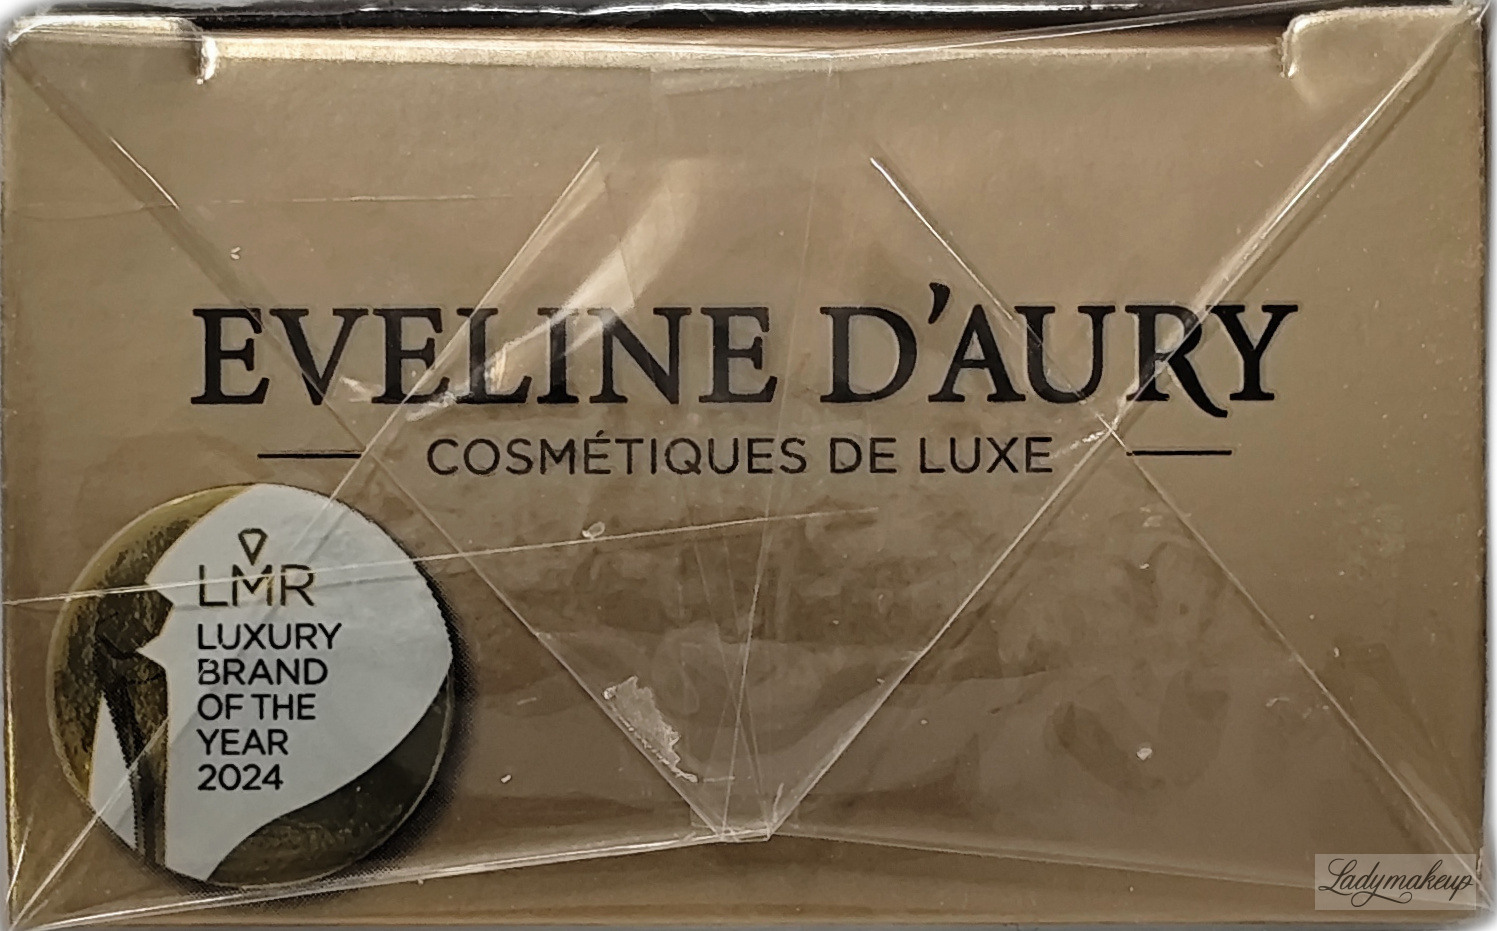 EVELINE D'AURY
COSMÉTIQUES DE LUXE
LMR
LUXURY
BRAND
OF THE
YEAR
2024
Ladymakeup